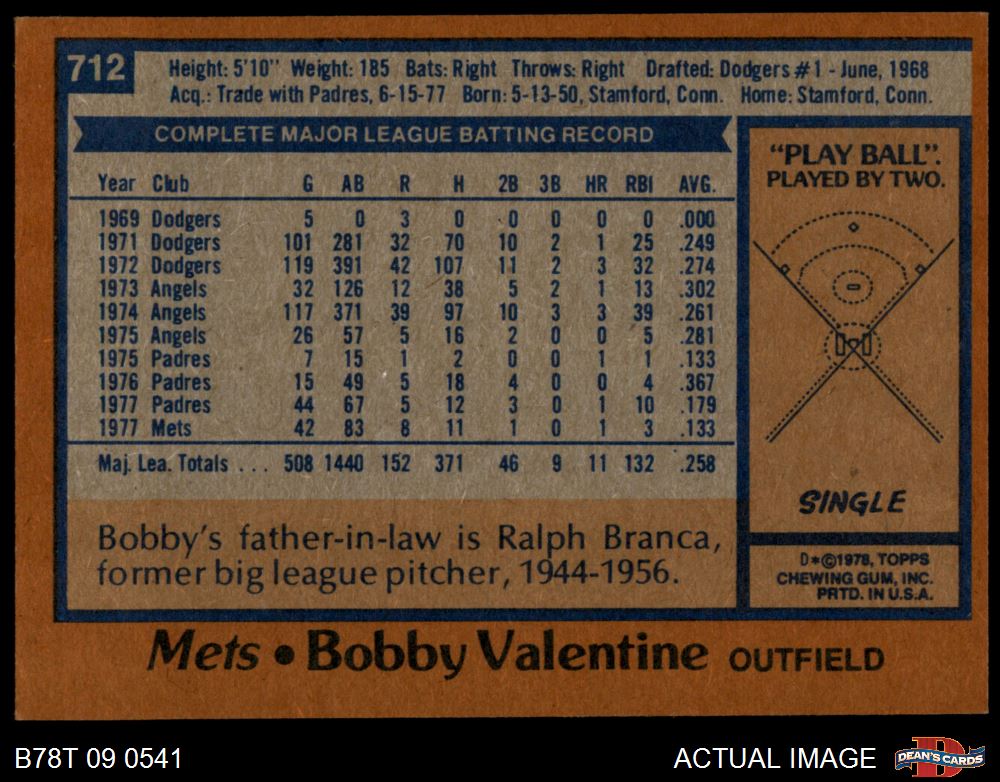 712
Height: 5'10" Weight: 185 Bats: Right Throws: Right Drafted: Dodgers #1 - June, 1968
Acq.: Trade with Padres, 6-15-77 Born: 5-13-50, Stamford, Conn. Home: Stamford, Conn.
COMPLETE MAJOR LEAGUE BATTING RECORD
Year Club G AB R H 2B 3B HR RBI AVG.
1969 Dodgers 5 0 3 0 0 0 0 0 .000
1971 Dodgers 101 281 32 70 10 2 1 25 .249
1972 Dodgers 119 391 42 107 11 2 3 32 .274
1973 Angels 32 126 12 38 5 2 1 13 .302
1974 Angels 117 371 39 97 10 3 3 39 .261
1975 Angels 26 57 5 16 2 0 0 5 .281
1975 Padres 7 15 1 2 0 0 1 1 .133
1976 Padres 15 49 5 18 4 0 0 4 .367
1977 Padres 44 67 5 12 3 0 1 10 .179
1977 Mets 42 83 8 11 1 0 1 3 .133
Maj. Lea. Totals . . . 508 1440 152 371 46 9 11 132 .258
Bobby's father-in-law is Ralph Branca,
former big league pitcher, 1944-1956.
"PLAY BALL".
PLAYED BY TWO.
SINGLE
D*©1978, TOPPS
CHEWING GUM, INC.
PRTD. IN U.S.A.
Mets • Bobby Valentine OUTFIELD
B78T 09 0541
ACTUAL IMAGE
D
DEAN'S CARDS